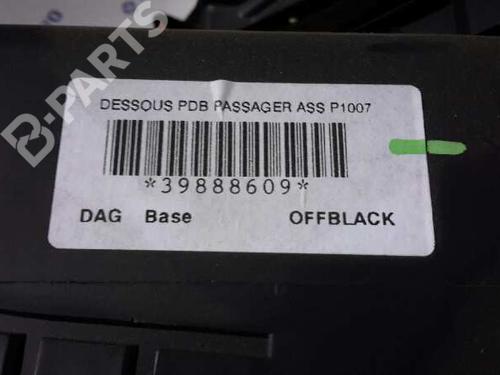 B-PARTS
DESSOUS PDB PASSAGER ASS P1007
*39888609*
DAG Base OFFBLACK